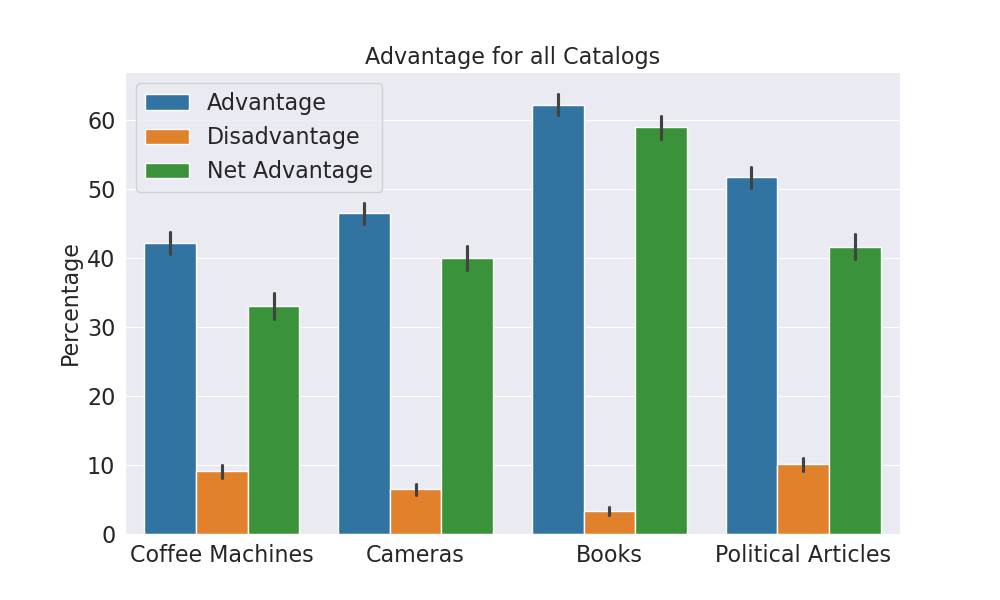 Advantage for all Catalogs
Advantage
Disadvantage
Net Advantage
Percentage
60
50
40
30
20
10
0
Coffee Machines Cameras Books Political Articles